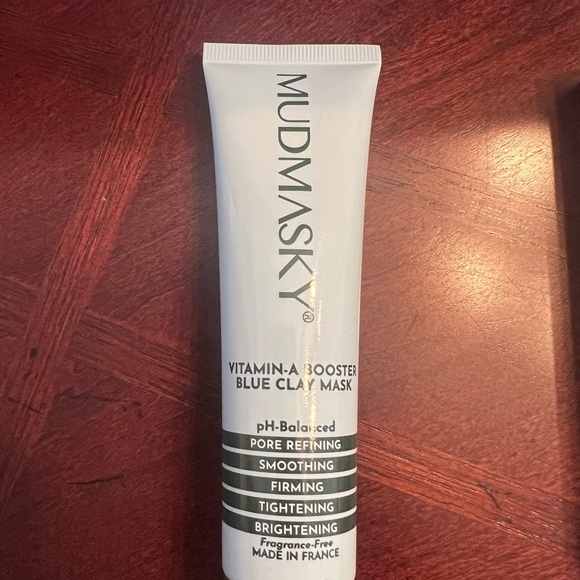 MUDMASKY®
VITAMIN-A BOOSTER
BLUE CLAY MASK
pH-Balanced
PORE REFINING
SMOOTHING
FIRMING
TIGHTENING
BRIGHTENING
Fragrance-Free
MADE IN FRANCE